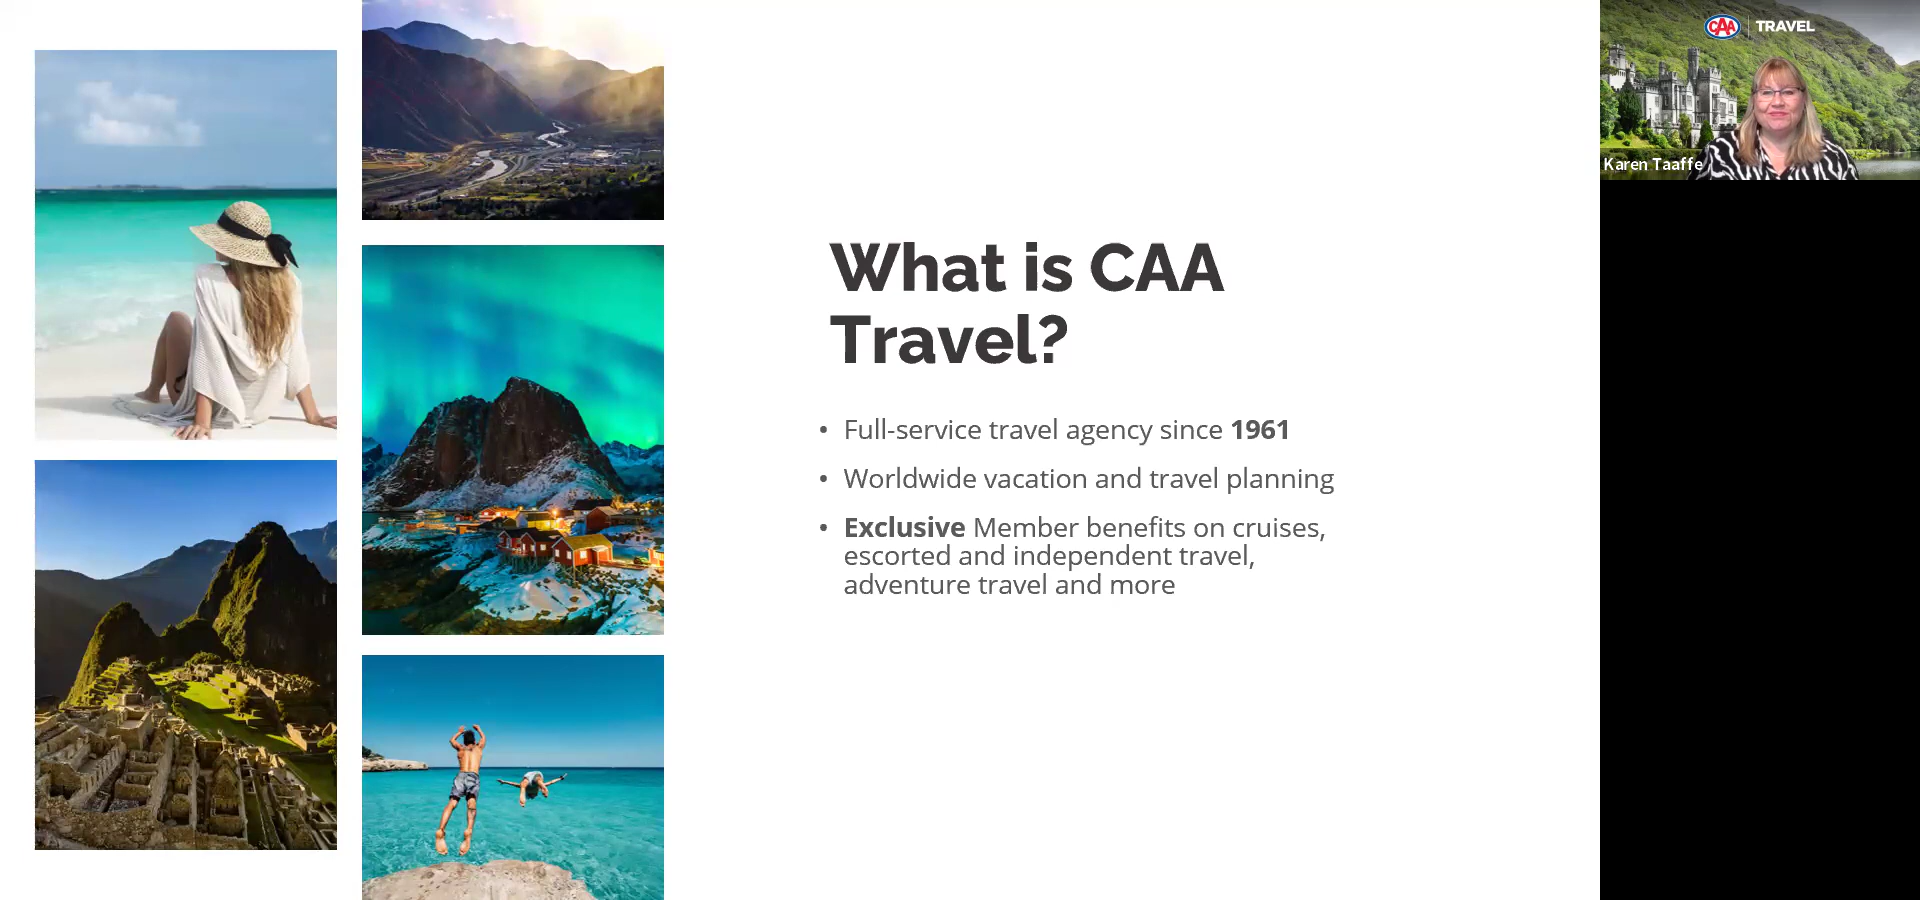 What is CAA
Travel?
• Full-service travel agency since 1961
• Worldwide vacation and travel planning
• Exclusive Member benefits on cruises,
escorted and independent travel,
adventure travel and more
CAA | TRAVEL
Karen Taaffe